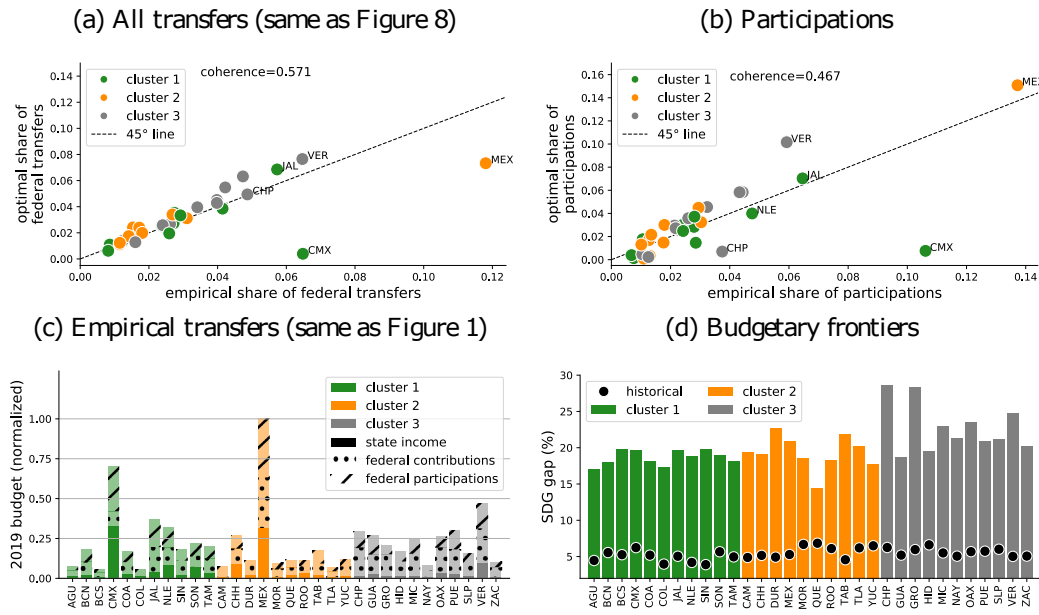 (a) All transfers (same as Figure 8)
coherence=0.571
cluster 1
cluster 2
cluster 3
45° line
0.14
0.12
0.10
0.08
0.06
0.04
0.02
0.00
optimal share of
federal transfers
VER
JAL
CHP
MEX
CMX
0.00 0.02 0.04 0.06 0.08 0.10 0.12
empirical share of federal transfers
(b) Participations
coherence=0.467
cluster 1
cluster 2
cluster 3
45° line
0.16
0.14
0.12
0.10
0.08
0.06
0.04
0.02
0.00
optimal share of
participations
VER
JAL
NLE
CHP
CMX
0.00 0.02 0.04 0.06 0.08 0.10 0.12 0.14
empirical share of participations
(c) Empirical transfers (same as Figure 1)
cluster 1
cluster 2
cluster 3
state income
federal contributions
federal participations
1.00
0.75
0.50
0.25
0.00
2019 budget (normalized)
AGU BCN BCS CMX COA COL JAL NLE SIN SON TAM CAM CHH DUR MEX MOR QUE ROO TAB TLA YUC CHP GUA GRO HID MIC NAY OAX PUE SLP VER ZAC
(d) Budgetary frontiers
historical
cluster 1
cluster 2
cluster 3
30
25
20
15
10
5
SDG gap (%)
AGU BCN BCS CMX COA COL JAL NLE SIN SON TAM CAM CHH DUR MEX MOR QUE ROO TAB TLA YUC CHP GUA GRO HID MIC NAY OAX PUE SLP VER ZAC